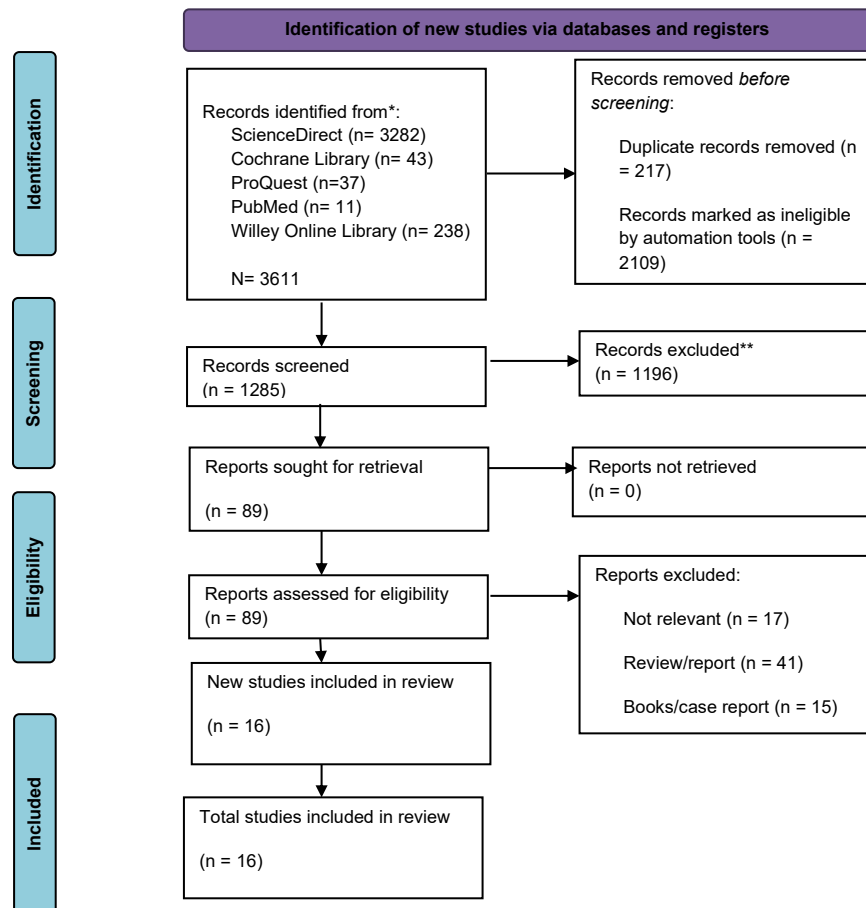 Identification of new studies via databases and registers
Identification
Records identified from*:
ScienceDirect (n= 3282)
Cochrane Library (n= 43)
ProQuest (n=37)
PubMed (n= 11)
Willey Online Library (n= 238)
N= 3611
Records removed before
screening:
Duplicate records removed (n
= 217)
Records marked as ineligible
by automation tools (n =
2109)
Screening
Records screened
(n = 1285)
Records excluded**
(n = 1196)
Reports sought for retrieval
(n = 89)
Reports not retrieved
(n = 0)
Eligibility
Reports assessed for eligibility
(n = 89)
Reports excluded:
Not relevant (n = 17)
Review/report (n = 41)
Books/case report (n = 15)
New studies included in review
(n = 16)
Included
Total studies included in review
(n = 16)